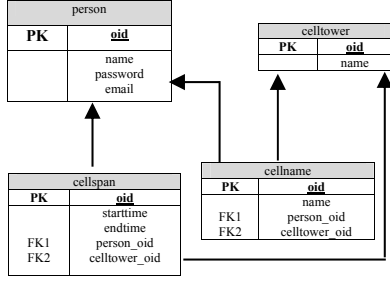 person
PK oid
name
password
email
celltower
PK oid
name
cellspan
PK oid
starttime
endtime
FK1 person_oid
FK2 celltower_oid
cellname
PK oid
name
FK1 person_oid
FK2 celltower_oid